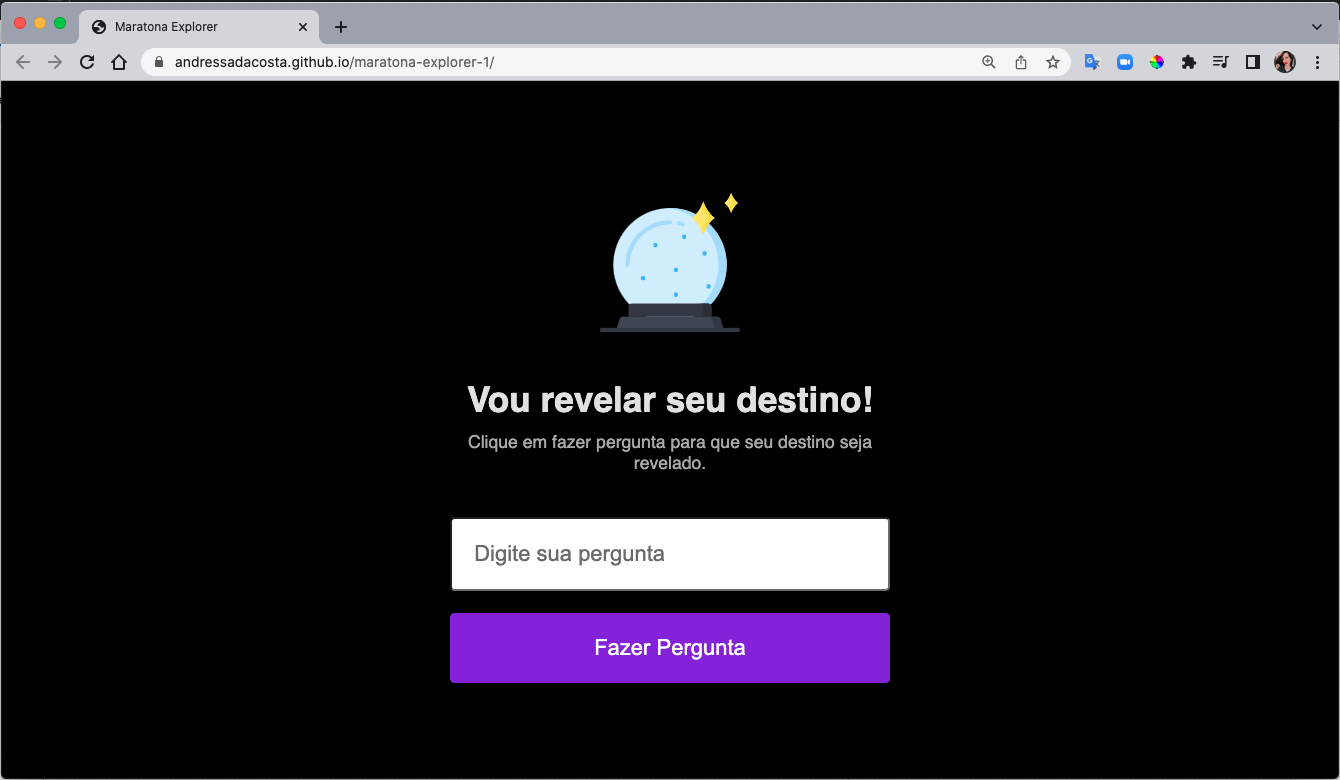 Maratona Explorer
andressadacosta.github.io/maratona-explorer-1/
Vou revelar seu destino!
Clique em fazer pergunta para que seu destino seja
revelado.
Digite sua pergunta
Fazer Pergunta